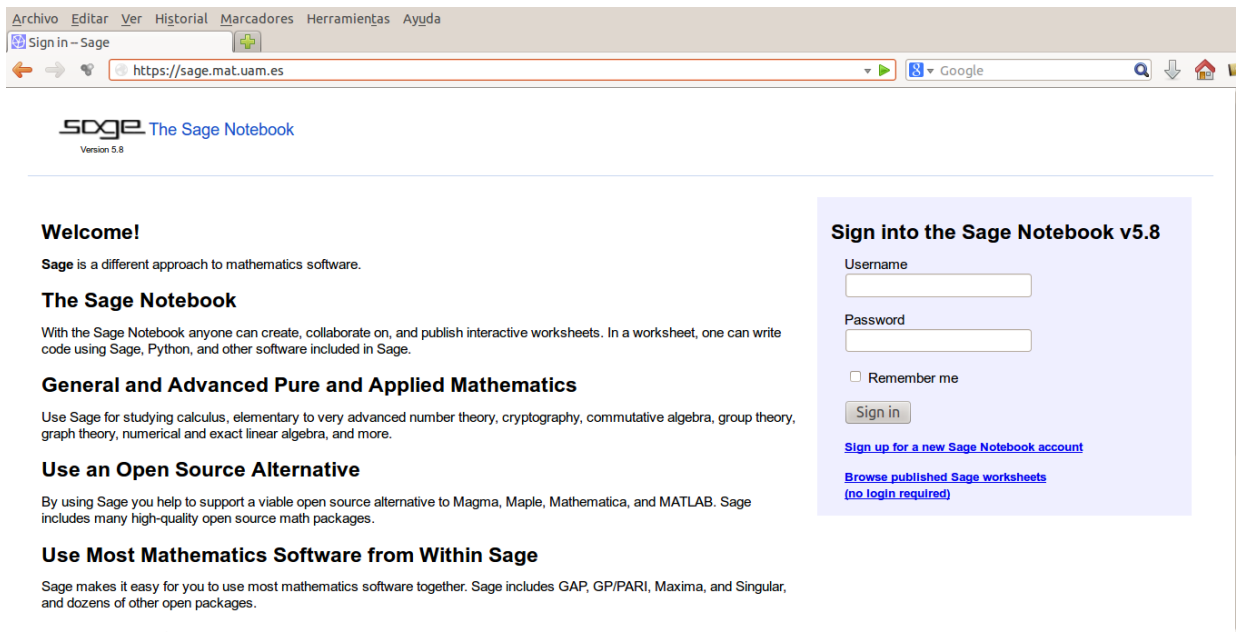 Archivo Editar Ver Historial Marcadores Herramientas Ayuda
Sign in – Sage
https://sage.mat.uam.es
Google
sage The Sage Notebook
Version 5.8
Welcome!
Sage is a different approach to mathematics software.
The Sage Notebook
With the Sage Notebook anyone can create, collaborate on, and publish interactive worksheets. In a worksheet, one can write
code using Sage, Python, and other software included in Sage.
General and Advanced Pure and Applied Mathematics
Use Sage for studying calculus, elementary to very advanced number theory, cryptography, commutative algebra, group theory,
graph theory, numerical and exact linear algebra, and more.
Use an Open Source Alternative
By using Sage you help to support a viable open source alternative to Magma, Maple, Mathematica, and MATLAB. Sage
includes many high-quality open source math packages.
Use Most Mathematics Software from Within Sage
Sage makes it easy for you to use most mathematics software together. Sage includes GAP, GP/PARI, Maxima, and Singular,
and dozens of other open packages.
Sign into the Sage Notebook v5.8
Username
Password
Remember me
Sign in
Sign up for a new Sage Notebook account
Browse published Sage worksheets
(no login required)